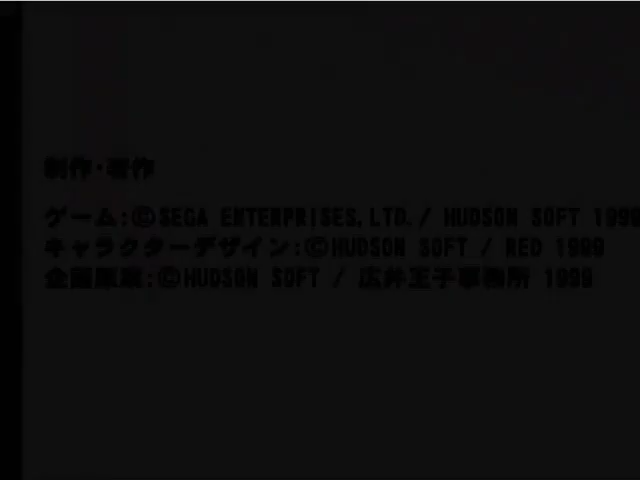 制作・著作
ゲーム:©SEGA ENTERPRISES,LTD./ HUDSON SOFT 1999
キャラクターデザイン:©HUDSON SOFT / RED 1999
企画原案:©HUDSON SOFT / 広井王子事務所 1999